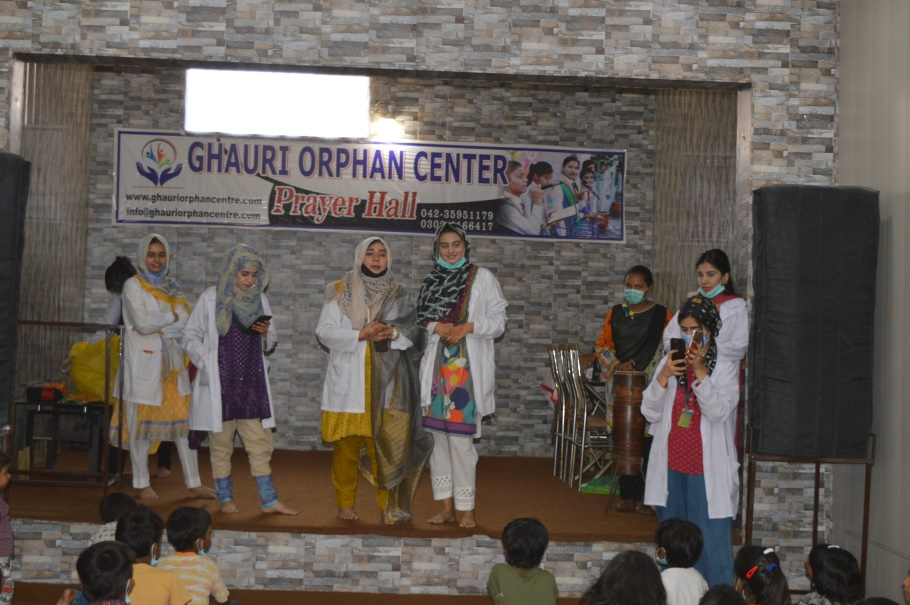 GHAURI ORPHAN CENTER
www.ghauriorphancentre.com
info@ghauriorphancentre.com
Prayer Hall
042-35951179